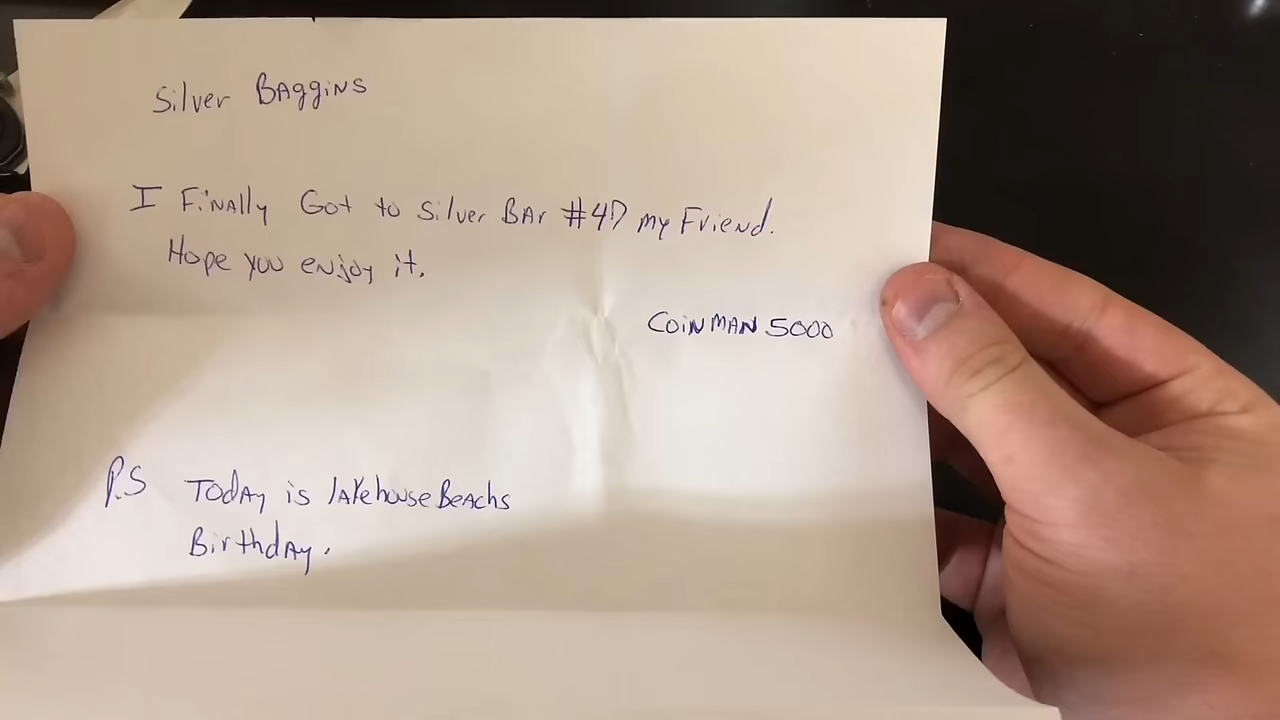 Silver BAggiNS
I FiNAlly Got to Silver BAr #47 my FrieNd.
Hope you eNjoy it.
CoiNMAN 5000
P.S TodAy is lAKehouse BeAchs
BirthdAy.